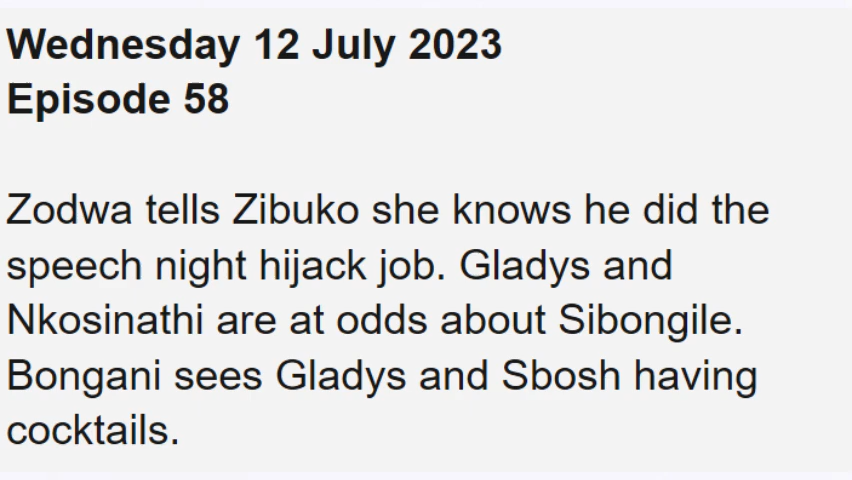 Wednesday 12 July 2023
Episode 58
Zodwa tells Zibuko she knows he did the
speech night hijack job. Gladys and
Nkosinathi are at odds about Sibongile.
Bongani sees Gladys and Sbosh having
cocktails.